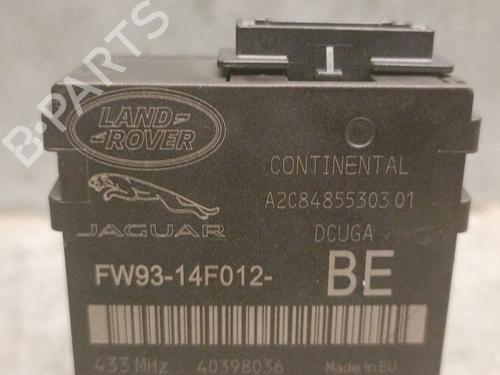 B-PARTS
LAND-
ROVER
JAGUAR
CONTINENTAL
A2C84855303 01
DCUGA
FW93-14F012-
BE
433 MHz 40398036 Made in EU